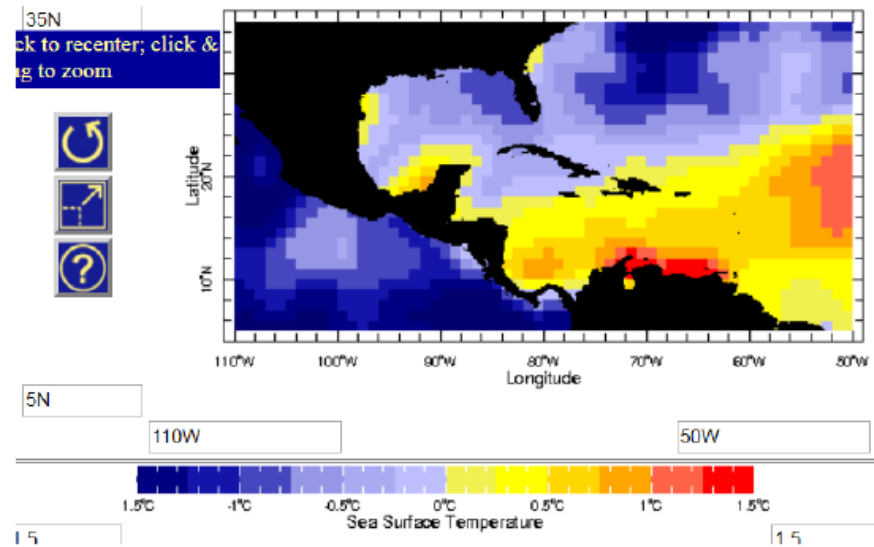 35N
ck to recenter; click &
ag to zoom
?
Latitude
20°N
10°N
110°W 100°W 90°W 80°W 70°W 60°W 50°W
Longitude
5N
110W 50W
1.5°C -1°C -0.5°C 0°C 0.5°C 1°C 1.5°C
Sea Surface Temperature
1.5 1.5